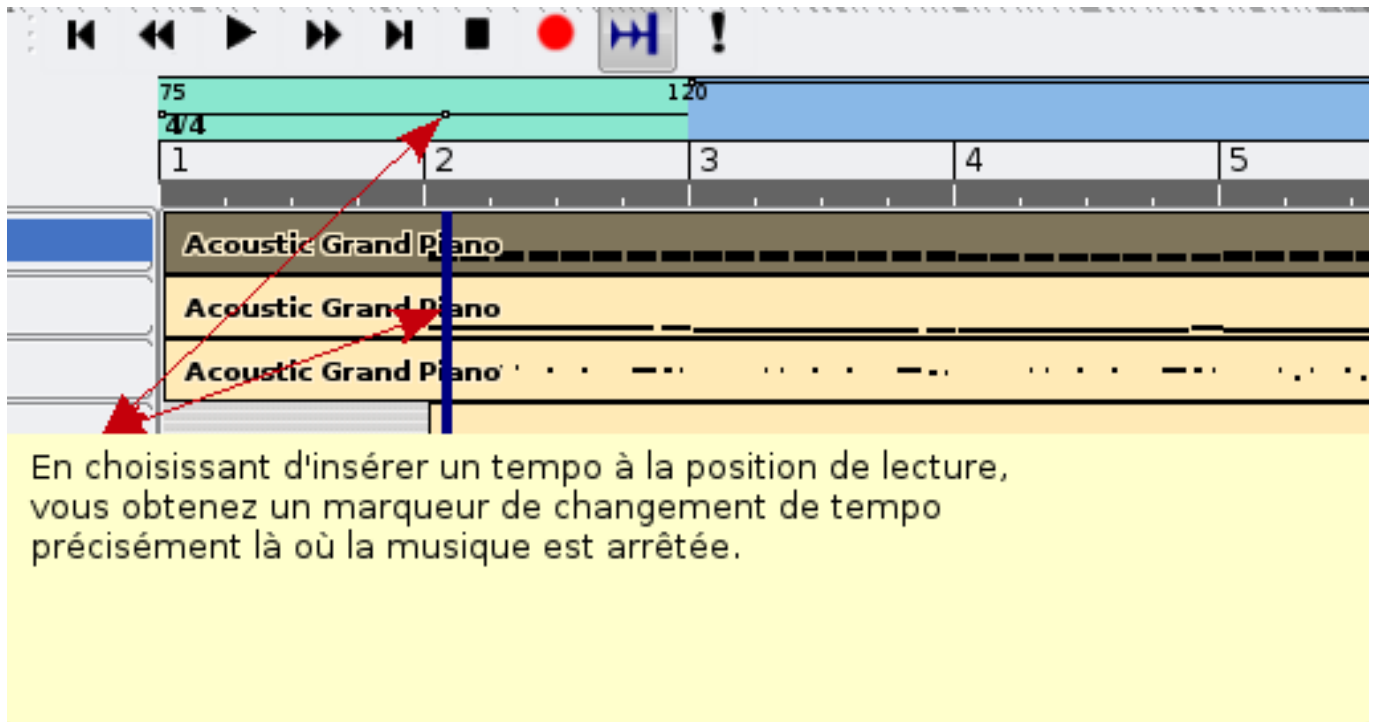 75 120
4/4
1 2 3 4 5
Acoustic Grand Piano
Acoustic Grand Piano
Acoustic Grand Piano
En choisissant d'insérer un tempo à la position de lecture,
vous obtenez un marqueur de changement de tempo
précisément là où la musique est arrêtée.